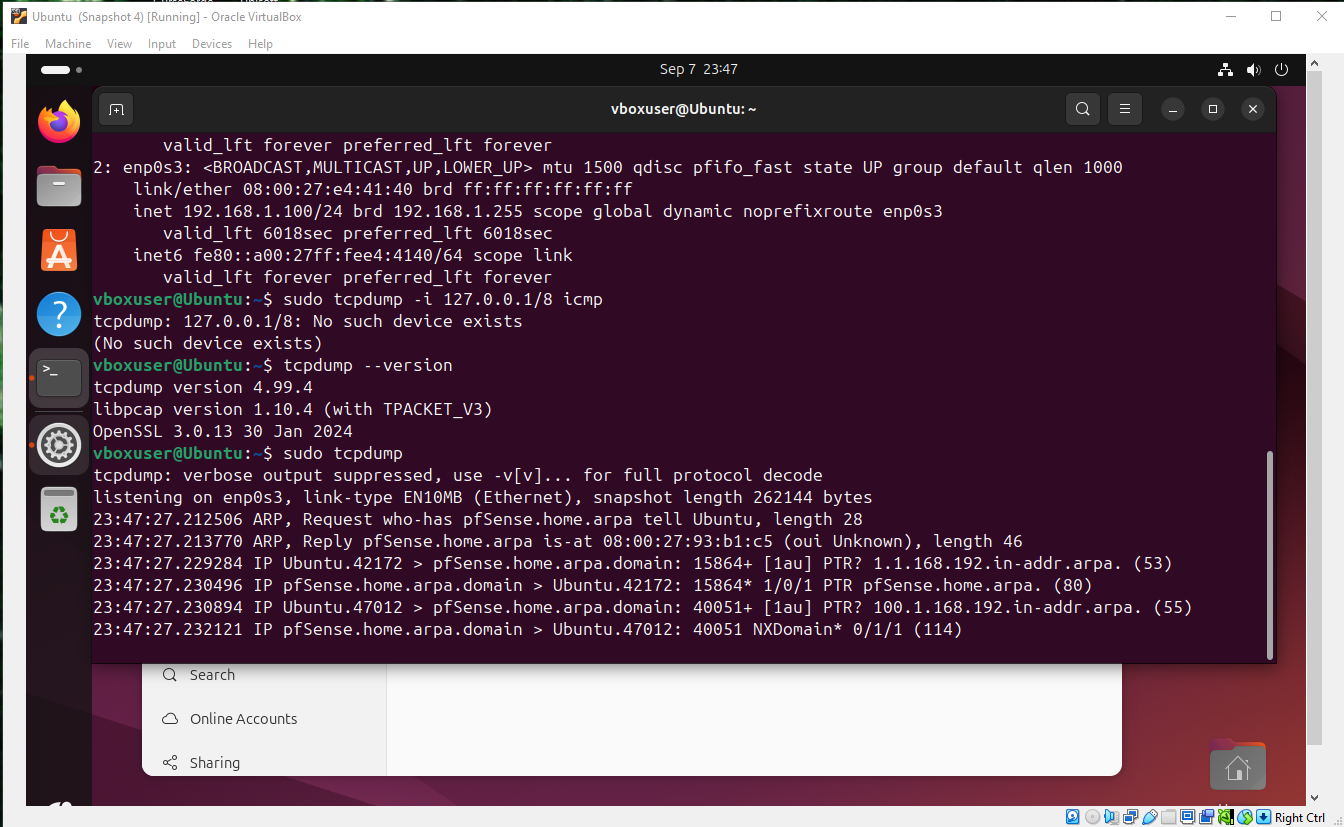 Ubuntu (Snapshot 4) [Running] - Oracle VirtualBox
File Machine View Input Devices Help
Sep 7 23:47
vboxuser@Ubuntu: ~
valid_lft forever preferred_lft forever
2: enp0s3: <BROADCAST,MULTICAST,UP,LOWER_UP> mtu 1500 qdisc pfifo_fast state UP group default qlen 1000
link/ether 08:00:27:e4:41:40 brd ff:ff:ff:ff:ff:ff
inet 192.168.1.100/24 brd 192.168.1.255 scope global dynamic noprefixroute enp0s3
valid_lft 6018sec preferred_lft 6018sec
inet6 fe80::a00:27ff:fee4:4140/64 scope link
valid_lft forever preferred_lft forever
vboxuser@Ubuntu:~$ sudo tcpdump -i 127.0.0.1/8 icmp
tcpdump: 127.0.0.1/8: No such device exists
(No such device exists)
vboxuser@Ubuntu:~$ tcpdump --version
tcpdump version 4.99.4
libpcap version 1.10.4 (with TPACKET_V3)
OpenSSL 3.0.13 30 Jan 2024
vboxuser@Ubuntu:~$ sudo tcpdump
tcpdump: verbose output suppressed, use -v[v]... for full protocol decode
listening on enp0s3, link-type EN10MB (Ethernet), snapshot length 262144 bytes
23:47:27.212506 ARP, Request who-has pfSense.home.arpa tell Ubuntu, length 28
23:47:27.213770 ARP, Reply pfSense.home.arpa is-at 08:00:27:93:b1:c5 (oui Unknown), length 46
23:47:27.229284 IP Ubuntu.42172 > pfSense.home.arpa.domain: 15864+ [1au] PTR? 1.1.168.192.in-addr.arpa. (53)
23:47:27.230496 IP pfSense.home.arpa.domain > Ubuntu.42172: 15864* 1/0/1 PTR pfSense.home.arpa. (80)
23:47:27.230894 IP Ubuntu.47012 > pfSense.home.arpa.domain: 40051+ [1au] PTR? 100.1.168.192.in-addr.arpa. (55)
23:47:27.232121 IP pfSense.home.arpa.domain > Ubuntu.47012: 40051 NXDomain* 0/1/1 (114)
Search
Online Accounts
Sharing
Right Ctrl